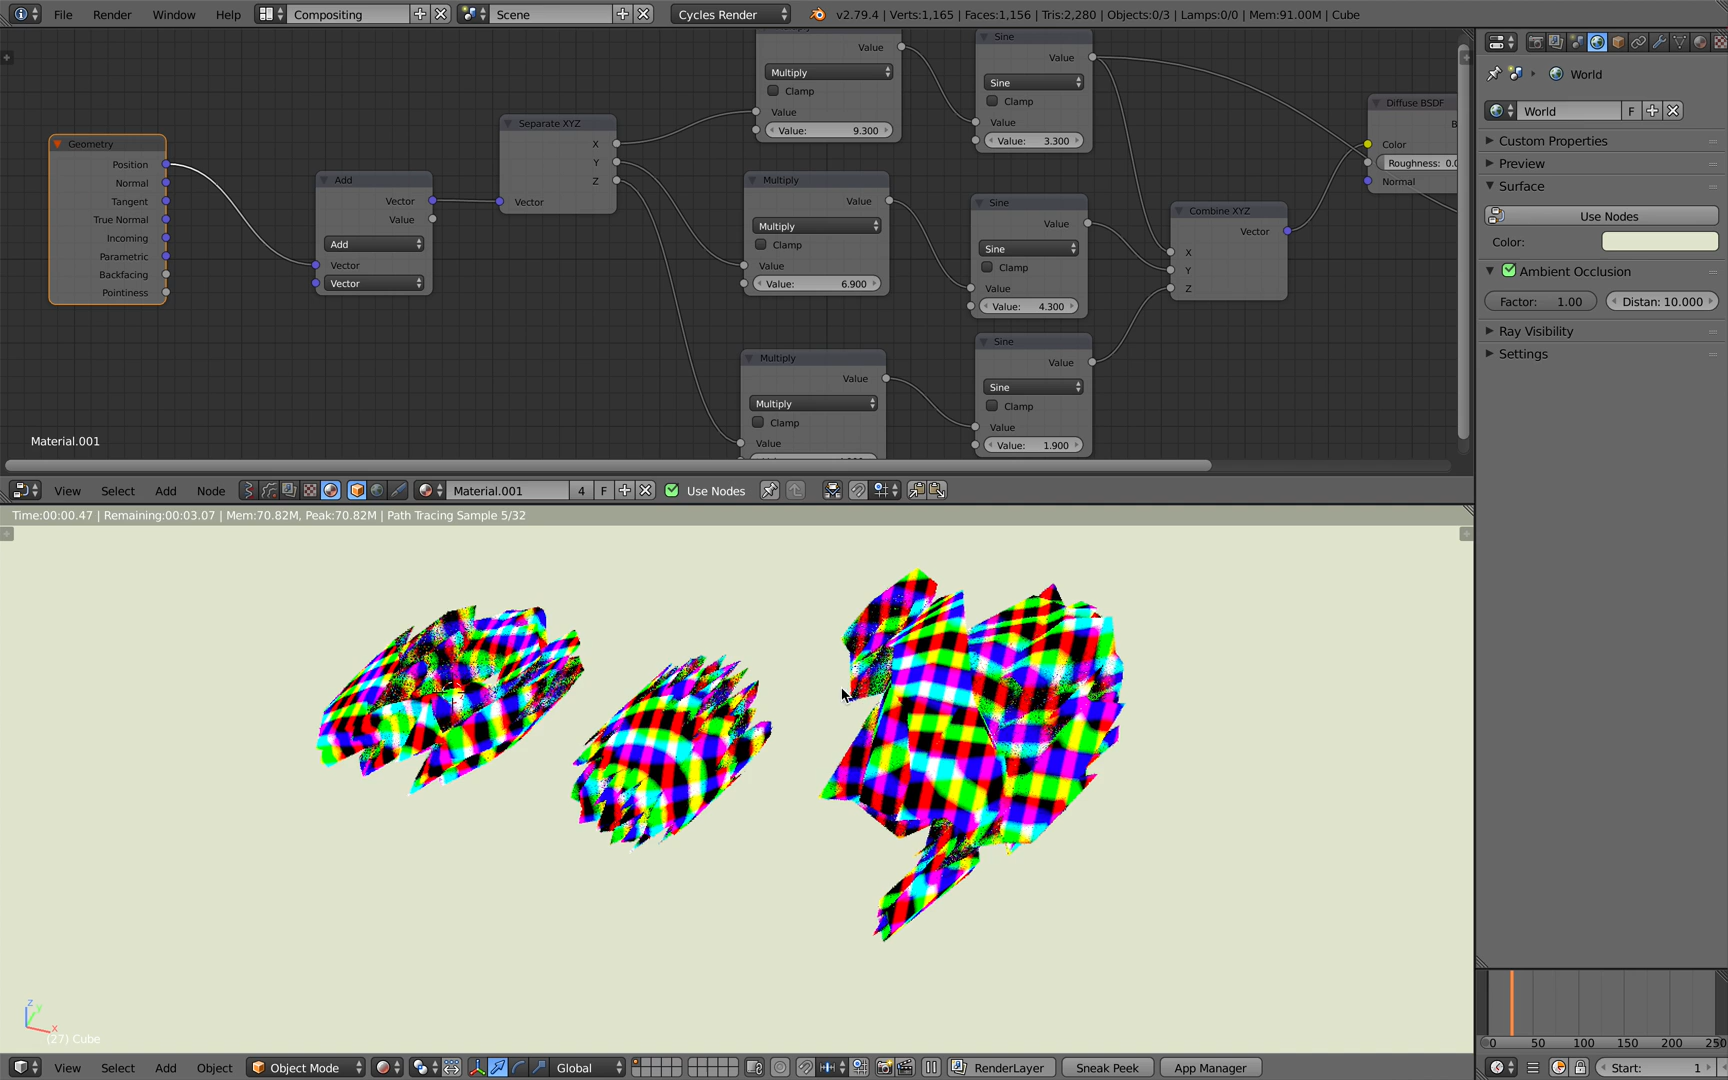 File Render Window Help Compositing Scene Cycles Render v2.79.4 | Verts:1,165 | Faces:1,156 | Tris:2,280 | Objects:0/3 | Lamps:0/0 | Mem:91.00M | Cube
Geometry
Position
Normal
Tangent
True Normal
Incoming
Parametric
Backfacing
Pointiness
Add
Vector
Value
Add
Vector
Vector
Separate XYZ
X
Y
Z
Vector
Value
Multiply
Clamp
Value
Value: 9.300
Multiply
Value
Multiply
Clamp
Value
Value: 6.900
Multiply
Value
Multiply
Clamp
Value
Sine
Value
Sine
Clamp
Value
Value: 3.300
Sine
Value
Sine
Clamp
Value
Value: 4.300
Sine
Value
Sine
Clamp
Value
Value: 1.900
Combine XYZ
Vector
X
Y
Z
Diffuse BSDF
B
Color
Roughness: 0.0
Normal
Material.001
View Select Add Node Material.001 4 F Use Nodes
Time:00:00.47 | Remaining:00:03.07 | Mem:70.82M, Peak:70.82M | Path Tracing Sample 5/32
z
y
x
(27) Cube
View Select Add Object Object Mode Global RenderLayer Sneak Peek App Manager
World
World F
Custom Properties
Preview
Surface
Use Nodes
Color:
Ambient Occlusion
Factor: 1.00 Distan: 10.000
Ray Visibility
Settings
0 50 100 150 200 250
Start: 1